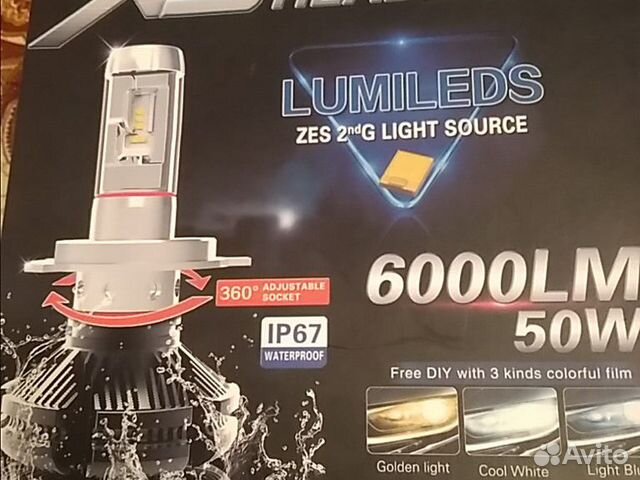 LUMILEDS
ZES 2ndG LIGHT SOURCE
360° ADJUSTABLE
SOCKET
6000LM
50W
IP67
WATERPROOF
Free DIY with 3 kinds colorful film
Golden light
Cool White
Light Blu
Avito